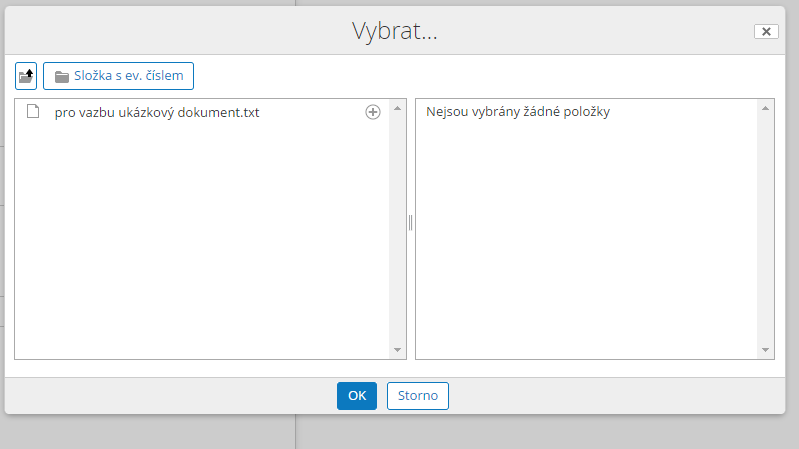 Vybrat...
Složka s ev. číslem
pro vazbu ukázkový dokument.txt
Nejsou vybrány žádné položky
OK
Storno